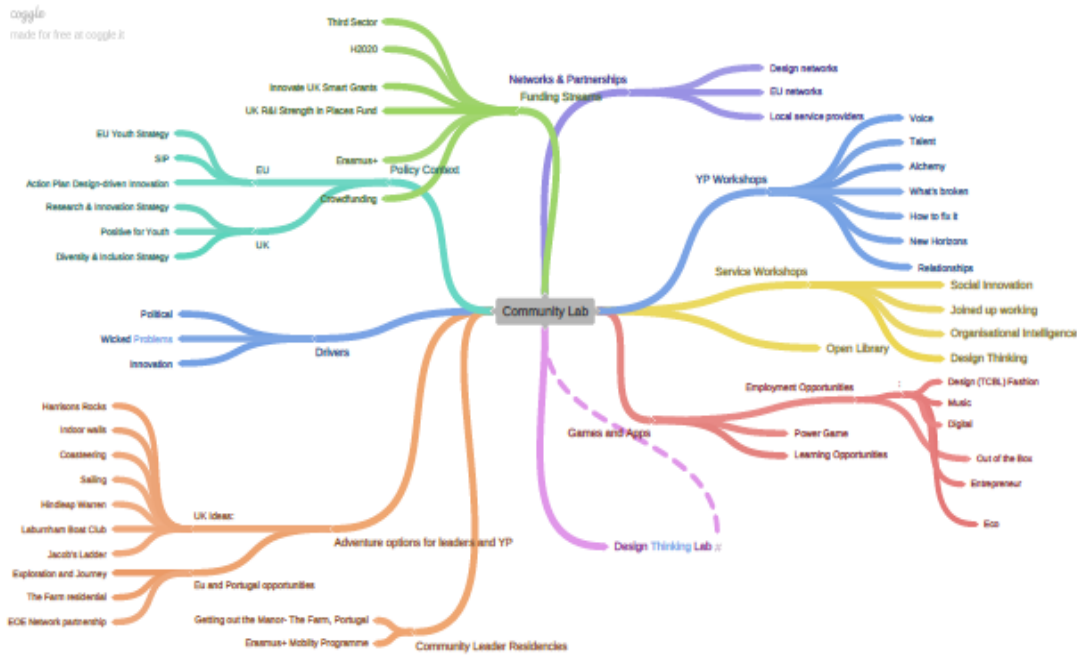 coggle
made for free at coggle.it
Third Sector
H2020
Innovate UK Smart Grants
UK R&I Strength in Places Fund
Erasmus+
Crowdfunding
Funding Streams
Networks & Partnerships
Design networks
EU networks
Local service providers
EU Youth Strategy
SIP
Action Plan Design-driven Innovation
EU
Research & Innovation Strategy
Positive for Youth
Diversity & Inclusion Strategy
UK
Policy Context
YP Workshops
Voice
Talent
Alchemy
What's broken
How to fix it
New Horizons
Relationships
Service Workshops
Social Innovation
Joined up working
Organisational Intelligence
Design Thinking
Open Library
Community Lab
Political
Wicked Problems
Innovation
Drivers
Employment Opportunities
:
Design (TCBL) Fashion
Music
Digital
Out of the Box
Entrepreneur
Eco
Games and Apps
Power Game
Learning Opportunities
Harrisons Rocks
Indoor walls
Coasteering
Sailing
Hindleap Warren
Laburnham Boat Club
Jacob's Ladder
UK Ideas:
Adventure options for leaders and YP
Exploration and Journey
The Farm residential
EOE Network partnership
Eu and Portugal opportunities
Design Thinking Lab
Getting out the Manor- The Farm, Portugal
Erasmus+ Mobility Programme
Community Leader Residencies